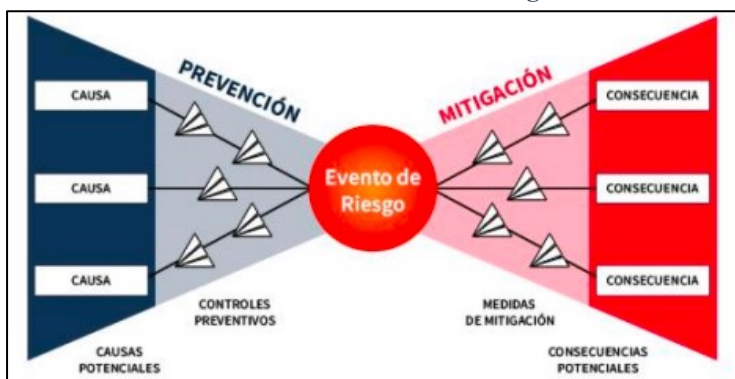 PREVENCIÓN
MITIGACIÓN
CAUSA
CAUSA
CAUSA
Evento de
Riesgo
CONSECUENCIA
CONSECUENCIA
CONSECUENCIA
CONTROLES
PREVENTIVOS
MEDIDAS
DE MITIGACIÓN
CAUSAS
POTENCIALES
CONSECUENCIAS
POTENCIALES